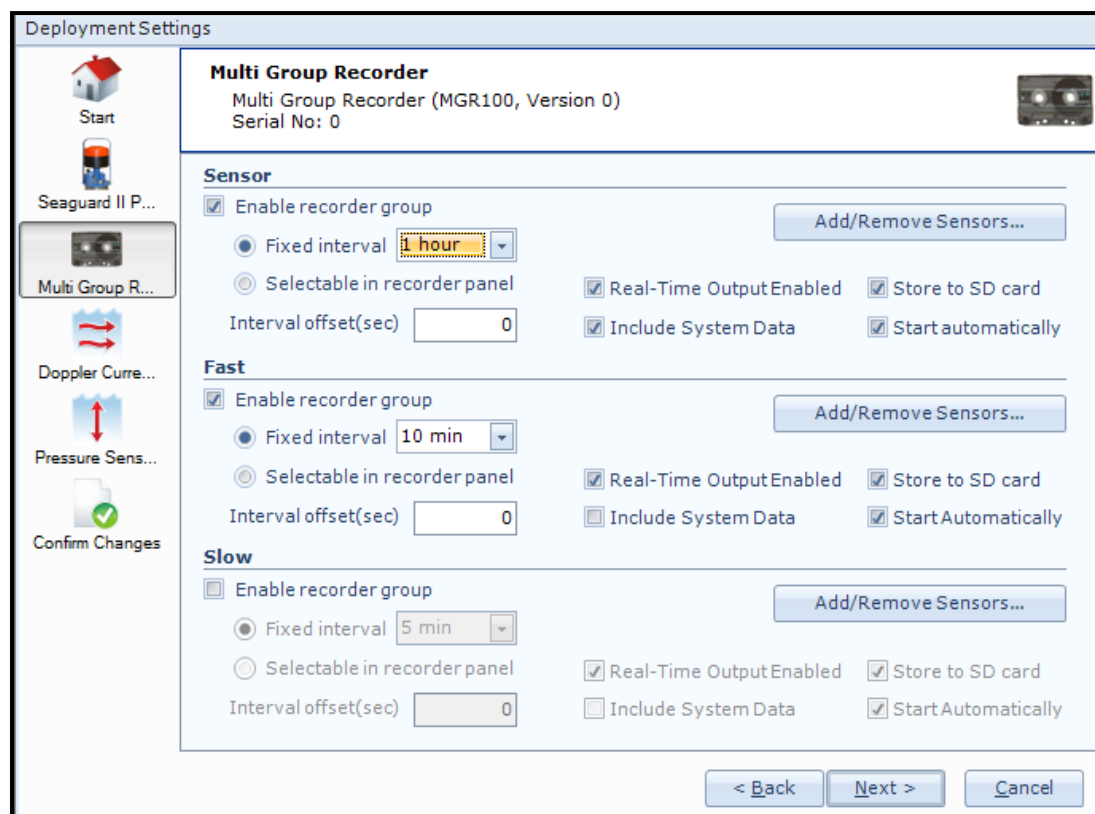 Deployment Settings
Start
Seaguard II P...
Multi Group R...
Doppler Curre...
Pressure Sens...
Confirm Changes
Multi Group Recorder
Multi Group Recorder (MGR100, Version 0)
Serial No: 0
Sensor
Enable recorder group
Add/Remove Sensors...
Fixed interval 1 hour
Selectable in recorder panel
Real-Time Output Enabled Store to SD card
Interval offset(sec) 0
Include System Data Start automatically
Fast
Enable recorder group
Add/Remove Sensors...
Fixed interval 10 min
Selectable in recorder panel
Real-Time Output Enabled Store to SD card
Interval offset(sec) 0
Include System Data Start Automatically
Slow
Enable recorder group
Add/Remove Sensors...
Fixed interval 5 min
Selectable in recorder panel
Real-Time Output Enabled Store to SD card
Interval offset(sec) 0
Include System Data Start Automatically
< Back Next > Cancel